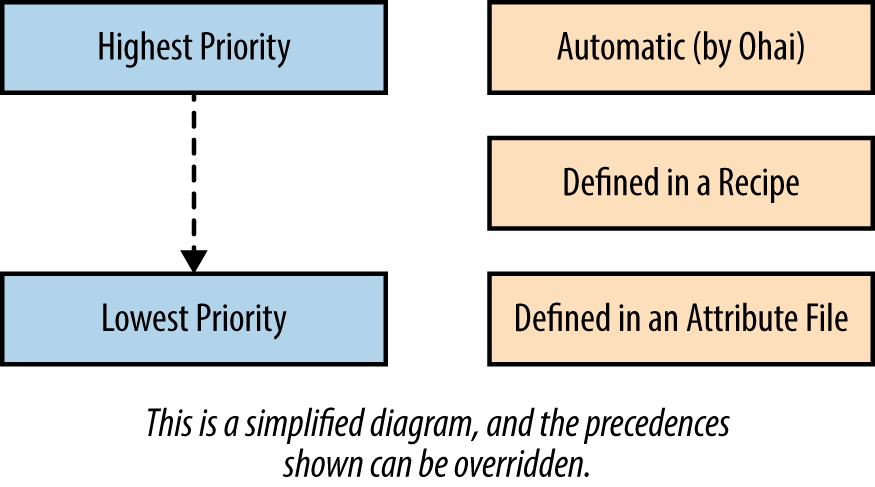 Highest Priority
Automatic (by Ohai)
Defined in a Recipe
Lowest Priority
Defined in an Attribute File
This is a simplified diagram, and the precedences
shown can be overridden.